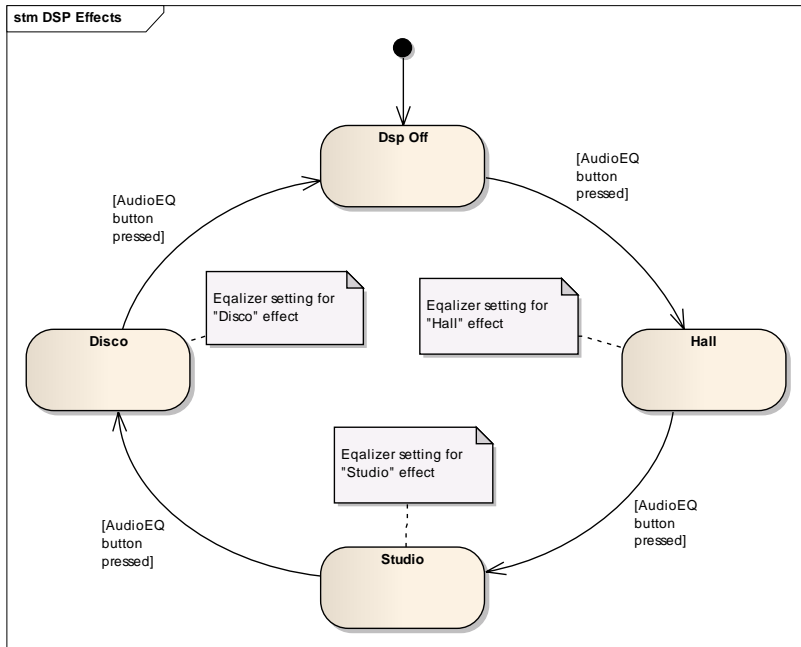 stm DSP Effects
Dsp Off
[AudioEQ
button
pressed]
[AudioEQ
button
pressed]
Eqalizer setting for
"Disco" effect
Eqalizer setting for
"Hall" effect
Disco
Hall
Eqalizer setting for
"Studio" effect
[AudioEQ
button
pressed]
[AudioEQ
button
pressed]
Studio